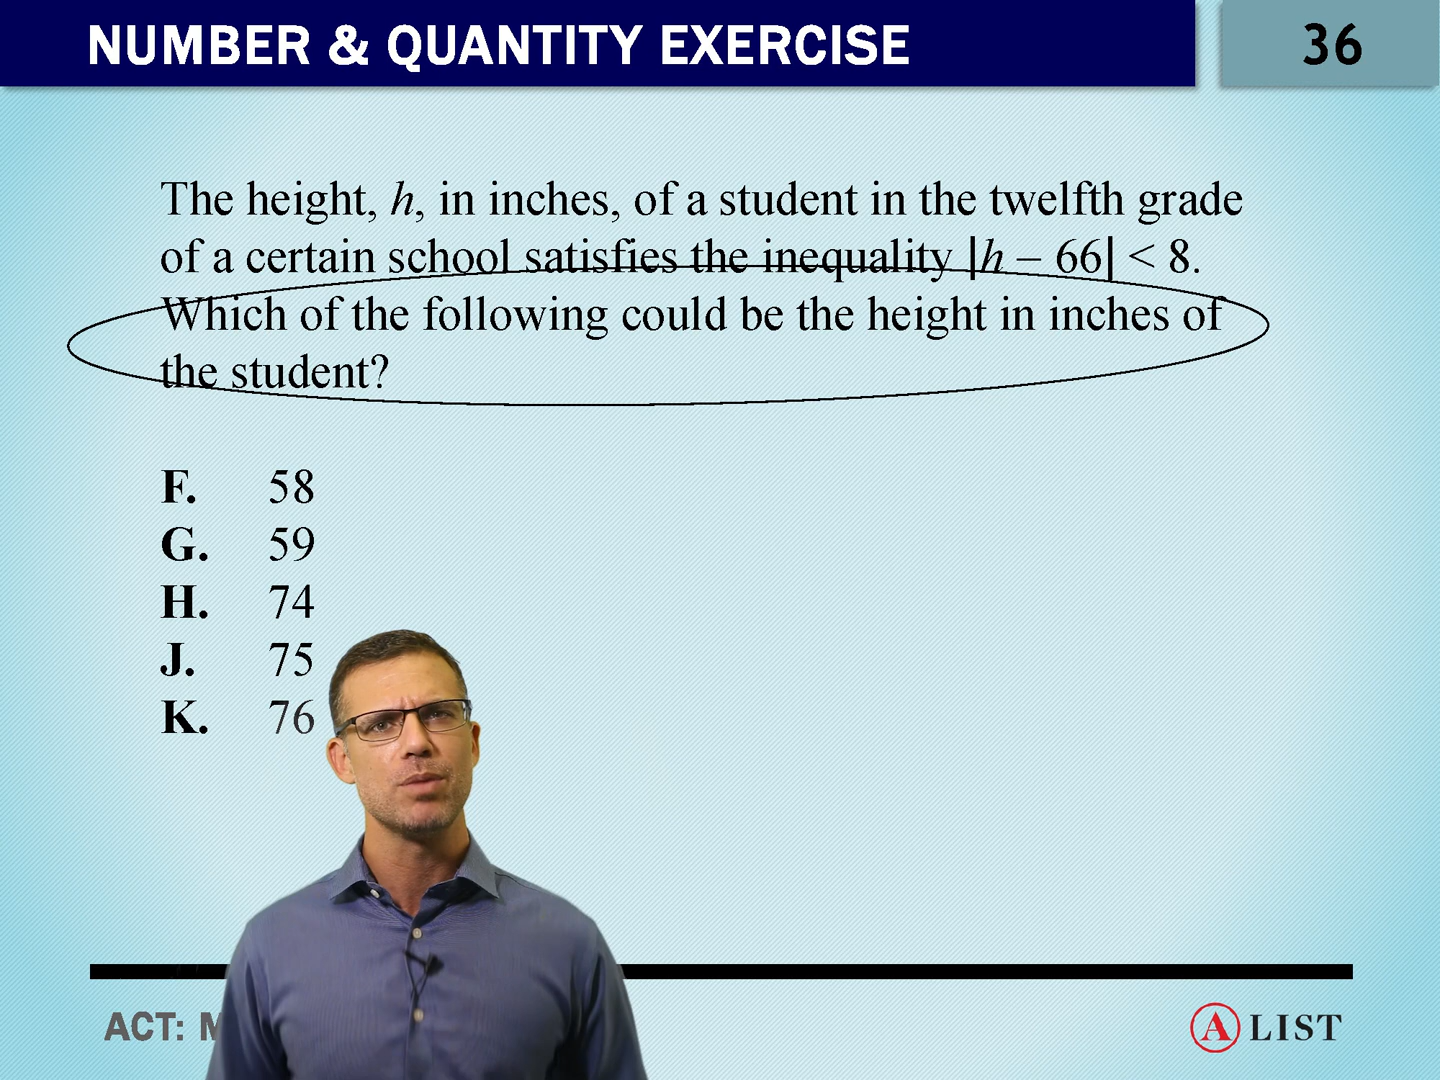 NUMBER & QUANTITY EXERCISE
36
The height, h, in inches, of a student in the twelfth grade
of a certain school satisfies the inequality |h – 66| < 8.
Which of the following could be the height in inches of
the student?
F. 58
G. 59
H. 74
J. 75
K. 76
ACT:
A LIST